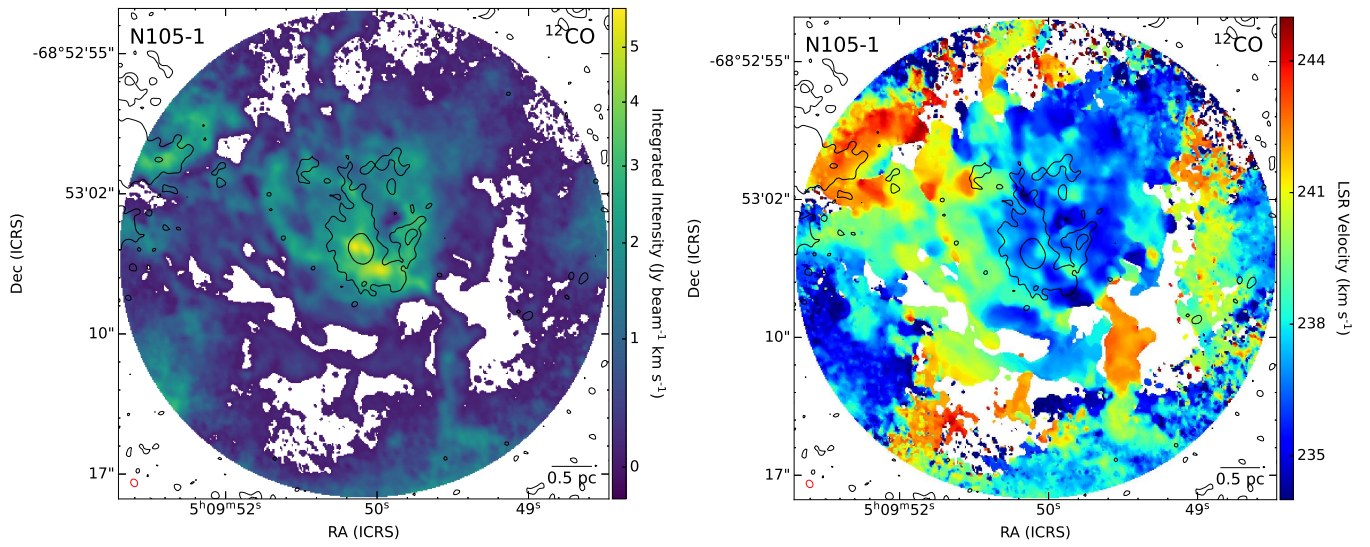 N105-1
¹²CO
-68°52'55"
53'02"
10"
17"
Dec (ICRS)
5ʰ09ᵐ52ˢ
50ˢ
49ˢ
RA (ICRS)
0.5 pc
5
4
3
2
1
0
Integrated Intensity (Jy beam⁻¹ km s⁻¹)
N105-1
¹²CO
-68°52'55"
53'02"
10"
17"
Dec (ICRS)
5ʰ09ᵐ52ˢ
50ˢ
49ˢ
RA (ICRS)
0.5 pc
244
241
238
235
LSR Velocity (km s⁻¹)